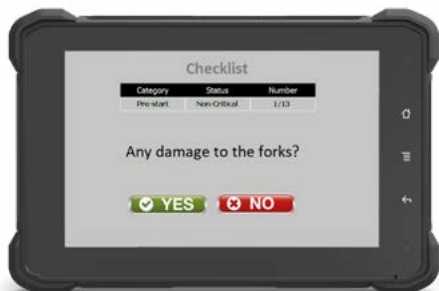 Checklist
Category Status Number
Pre-start Non-Critical 1/13
Any damage to the forks?
YES NO